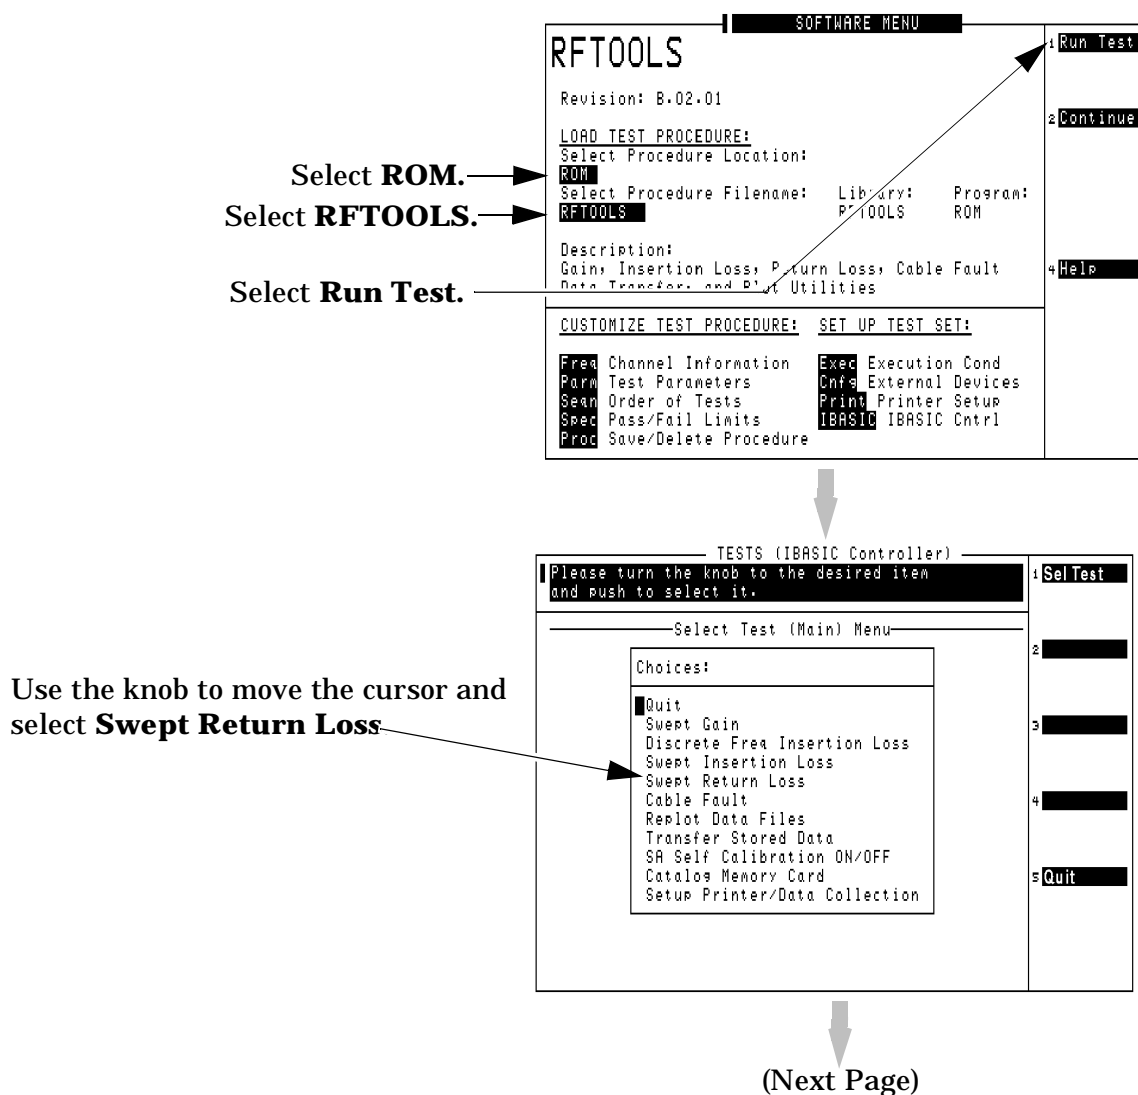 SOFTWARE MENU
RFTOOLS
1 Run Test
Revision: B.02.01
2 Continue
LOAD TEST PROCEDURE:
Select Procedure Location:
Select ROM.
ROM
Select Procedure Filename: Library: Program:
Select RFTOOLS.
RFTOOLS RFTOOLS ROM
Description:
Gain, Insertion Loss, Return Loss, Cable Fault
4 Help
Data Transfer, and Plot Utilities
Select Run Test.
CUSTOMIZE TEST PROCEDURE: SET UP TEST SET:
Freq Channel Information Exec Execution Cond
Parm Test Parameters Cnfg External Devices
Seqn Order of Tests Print Printer Setup
Spec Pass/Fail Limits IBASIC IBASIC Cntrl
Proc Save/Delete Procedure
TESTS (IBASIC Controller)
Please turn the knob to the desired item
and push to select it.
1 Sel Test
Select Test (Main) Menu
2
Choices:
Use the knob to move the cursor and
select Swept Return Loss
Quit
Swept Gain
3
Discrete Freq Insertion Loss
Swept Insertion Loss
Swept Return Loss
Cable Fault
4
Replot Data Files
Transfer Stored Data
SA Self Calibration ON/OFF
Catalog Memory Card
5 Quit
Setup Printer/Data Collection
(Next Page)